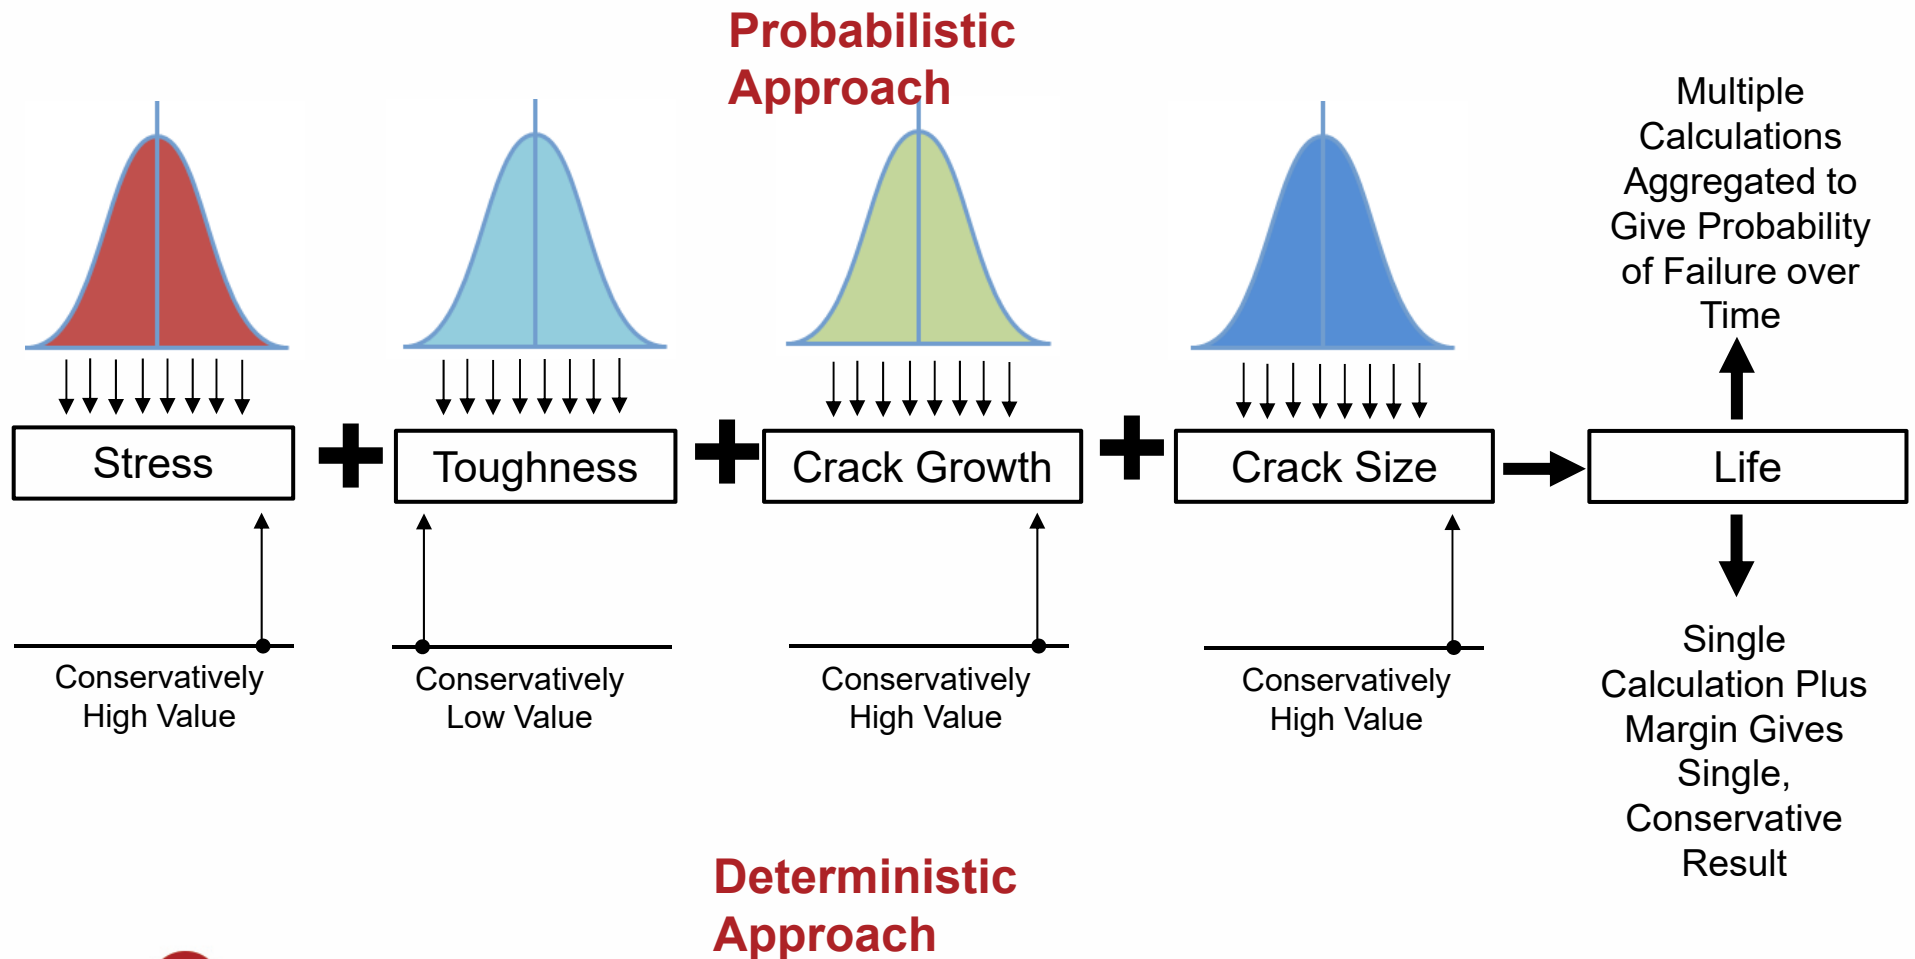 Probabilistic
Approach
Multiple
Calculations
Aggregated to
Give Probability
of Failure over
Time
Stress
Toughness
Crack Growth
Crack Size
Life
Conservatively
High Value
Conservatively
Low Value
Conservatively
High Value
Conservatively
High Value
Single
Calculation Plus
Margin Gives
Single,
Conservative
Result
Deterministic
Approach